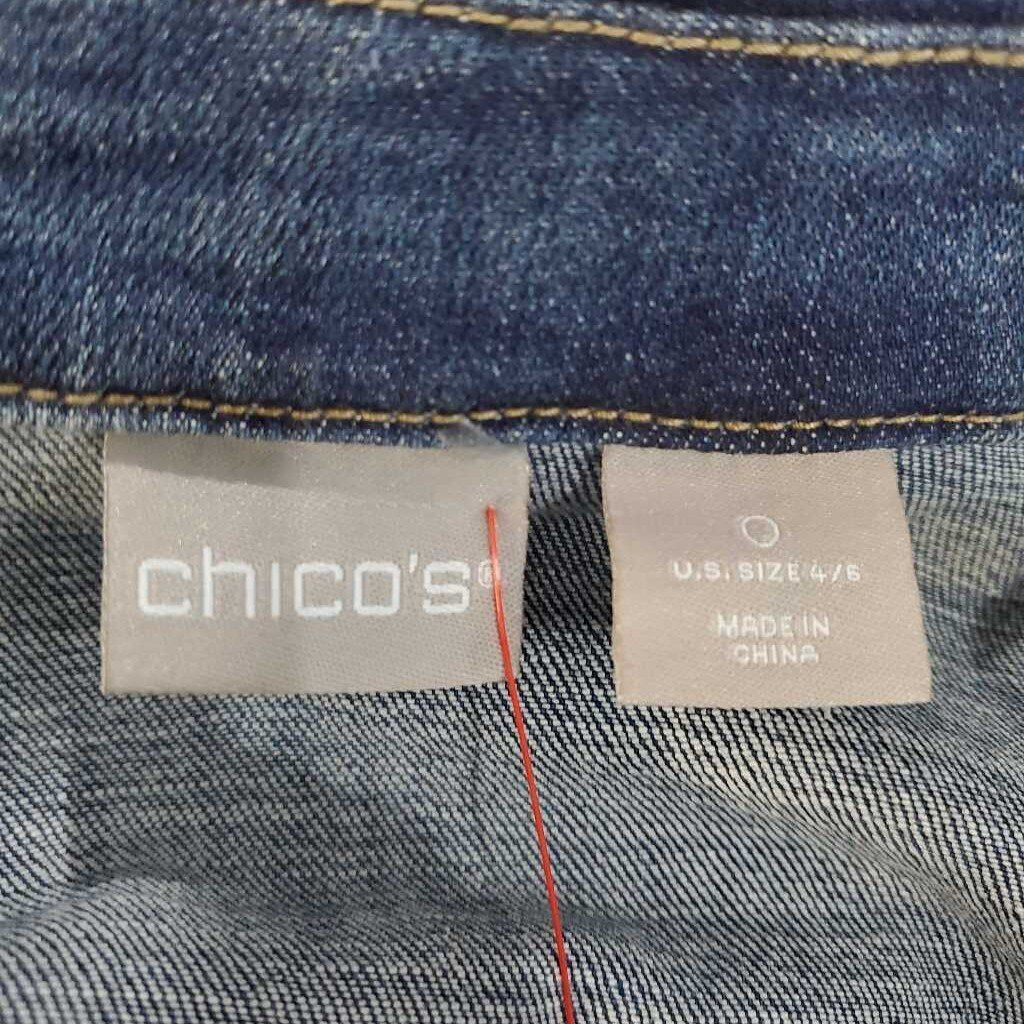 chico's®
0
U.S. SIZE 4/6
MADE IN
CHINA